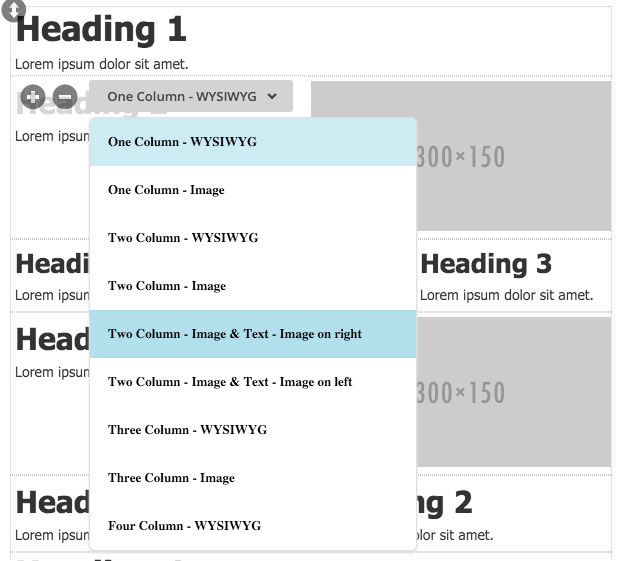 Heading 1
Lorem ipsum dolor sit amet.
One Column - WYSIWYG
One Column - WYSIWYG
One Column - Image
Two Column - WYSIWYG
Two Column - Image
Two Column - Image & Text - Image on right
Two Column - Image & Text - Image on left
Three Column - WYSIWYG
Three Column - Image
Four Column - WYSIWYG
Lorem ipsum
300×150
Headi
Heading 3
Lorem ipsum
Lorem ipsum dolor sit amet.
Head
Lorem ipsum
300×150
Head
ng 2
Lorem ipsum
olor sit amet.